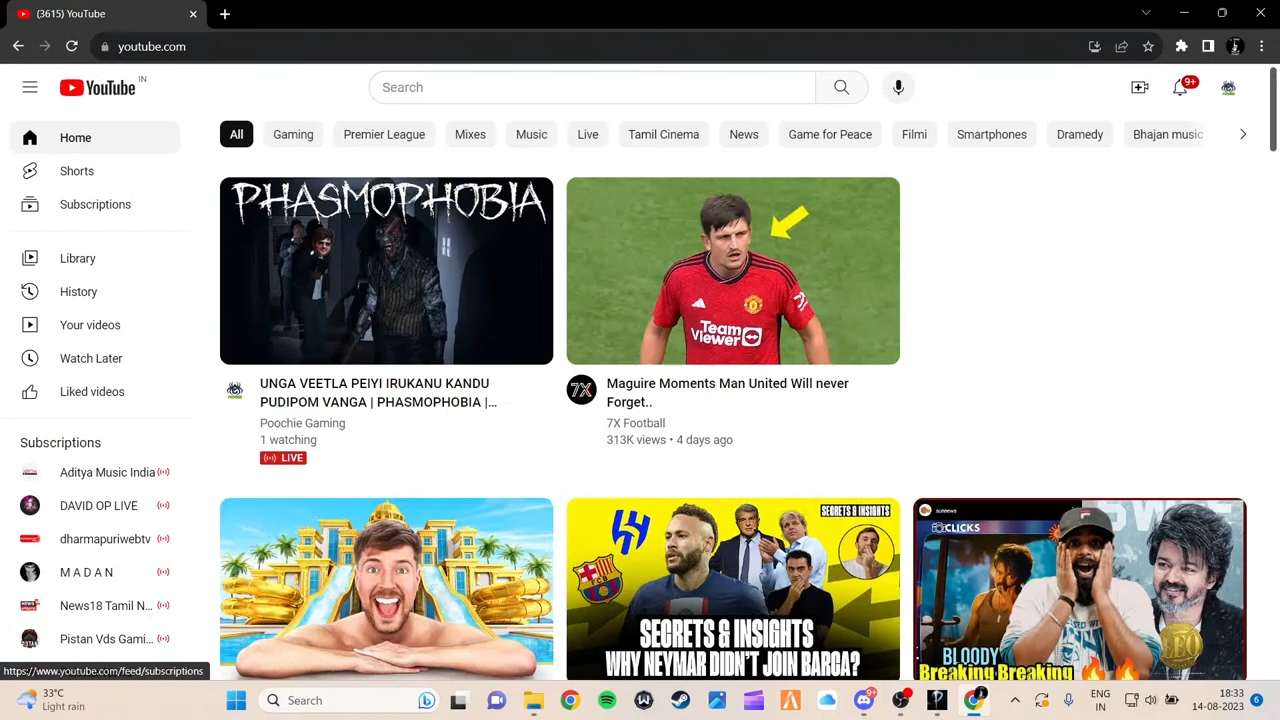 (3615) YouTube
youtube.com
YouTube IN
Search
9+
Home
Shorts
Subscriptions
Library
History
Your videos
Watch Later
Liked videos
Subscriptions
Aditya Music India
DAVID OP LIVE
dharmapuriwebtv
M A D A N
News18 Tamil N...
Pistan Vds Gami...
https://www.youtube.com/feed/subscriptions
All Gaming Premier League Mixes Music Live Tamil Cinema News Game for Peace Filmi Smartphones Dramedy Bhajan music
PHASMOPHOBIA
UNGA VEETLA PEIYI IRUKANU KANDU
PUDIPOM VANGA | PHASMOPHOBIA |...
Poochie Gaming
1 watching
LIVE
Team
Viewer
7X
Maguire Moments Man United Will never
Forget..
7X Football
313K views • 4 days ago
SECRETS & INSIGHTS
SECRETS & INSIGHTS
WHY NEYMAR DIDN'T JOIN BARCA?
sunnews
CLICKS
BLOODY
Breaking Breaking
LEO
33°C
Light rain
Search
9+
ENG
IN
18:33
14-08-2023
6